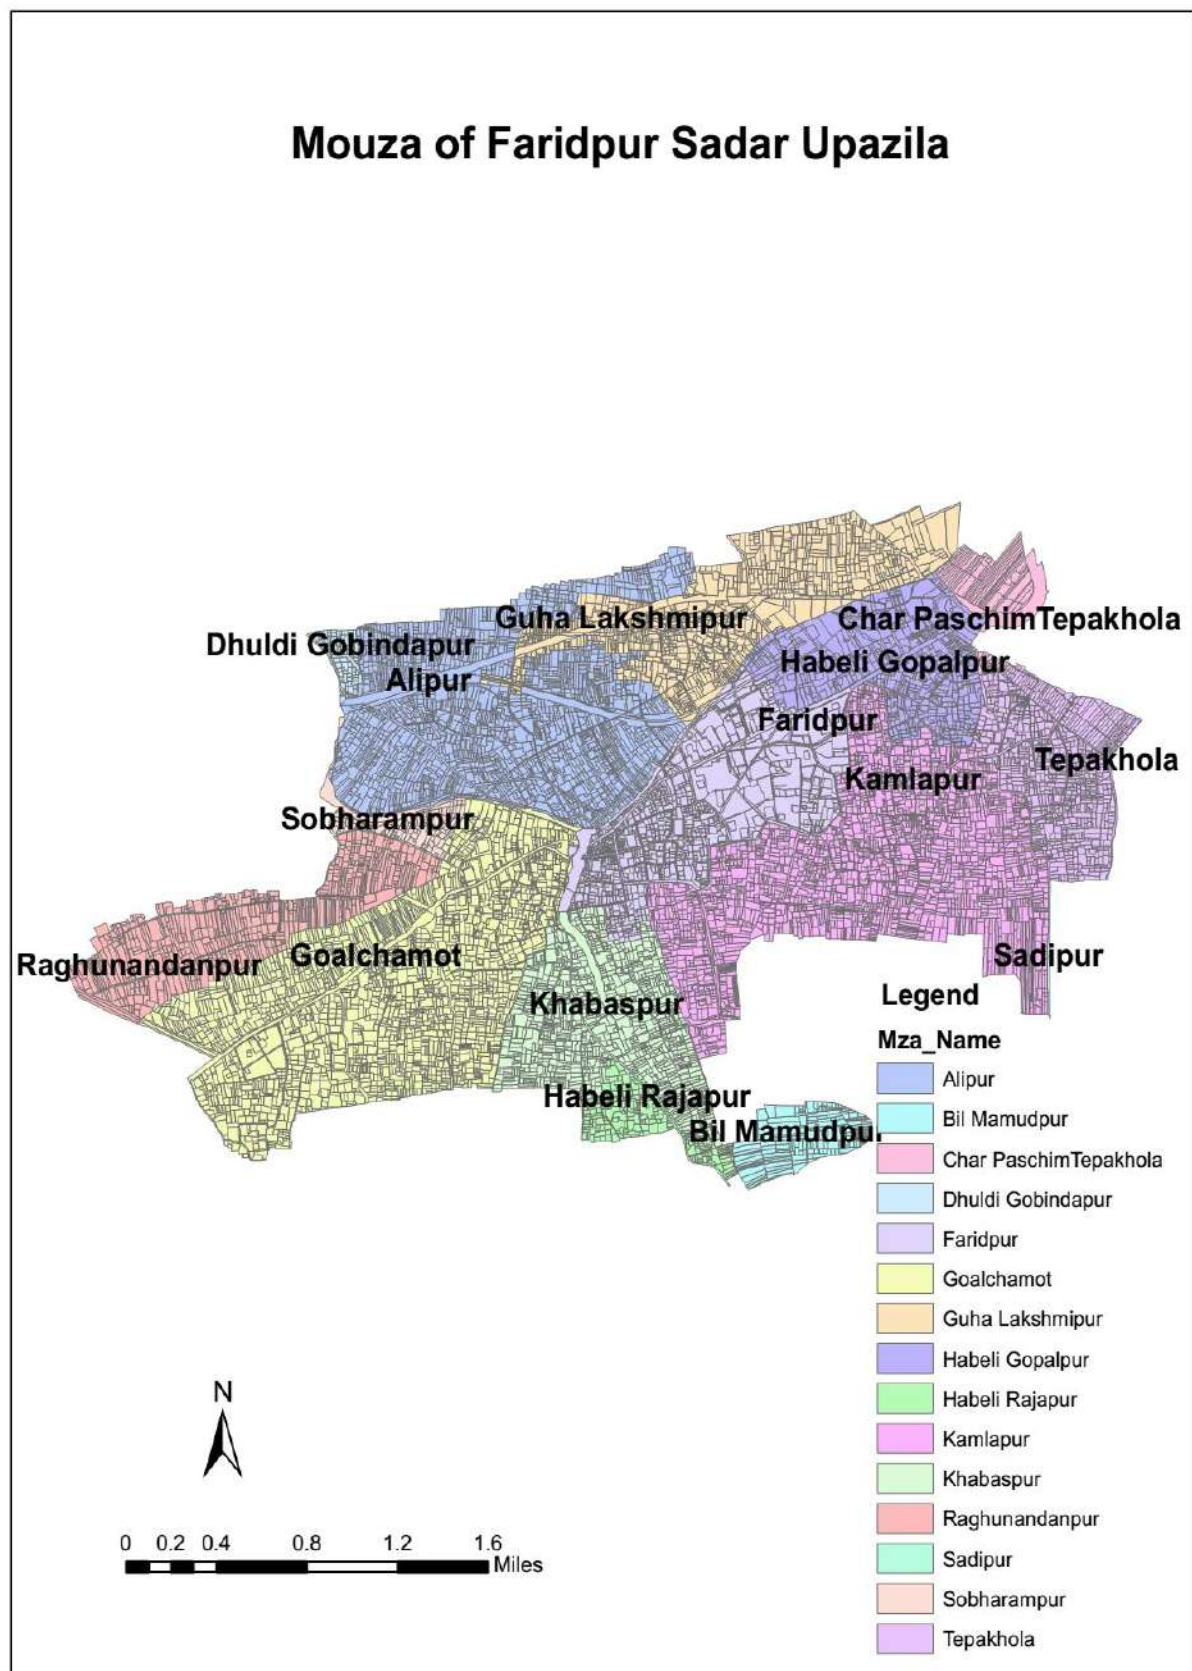 Mouza of Faridpur Sadar Upazila
Guha Lakshmipur
Char PaschimTepakhola
Dhuldi Gobindapur
Habeli Gopalpur
Alipur
Faridpur
Tepakhola
Kamlapur
Sobharampur
Goalchamot
Sadipur
Raghunandanpur
Khabaspur
Habeli Rajapur
Bil Mamudpur
Legend
Mza_Name
Alipur
Bil Mamudpur
Char PaschimTepakhola
Dhuldi Gobindapur
Faridpur
Goalchamot
Guha Lakshmipur
Habeli Gopalpur
Habeli Rajapur
Kamlapur
Khabaspur
Raghunandanpur
Sadipur
Sobharampur
Tepakhola
N
0 0.2 0.4 0.8 1.2 1.6
Miles